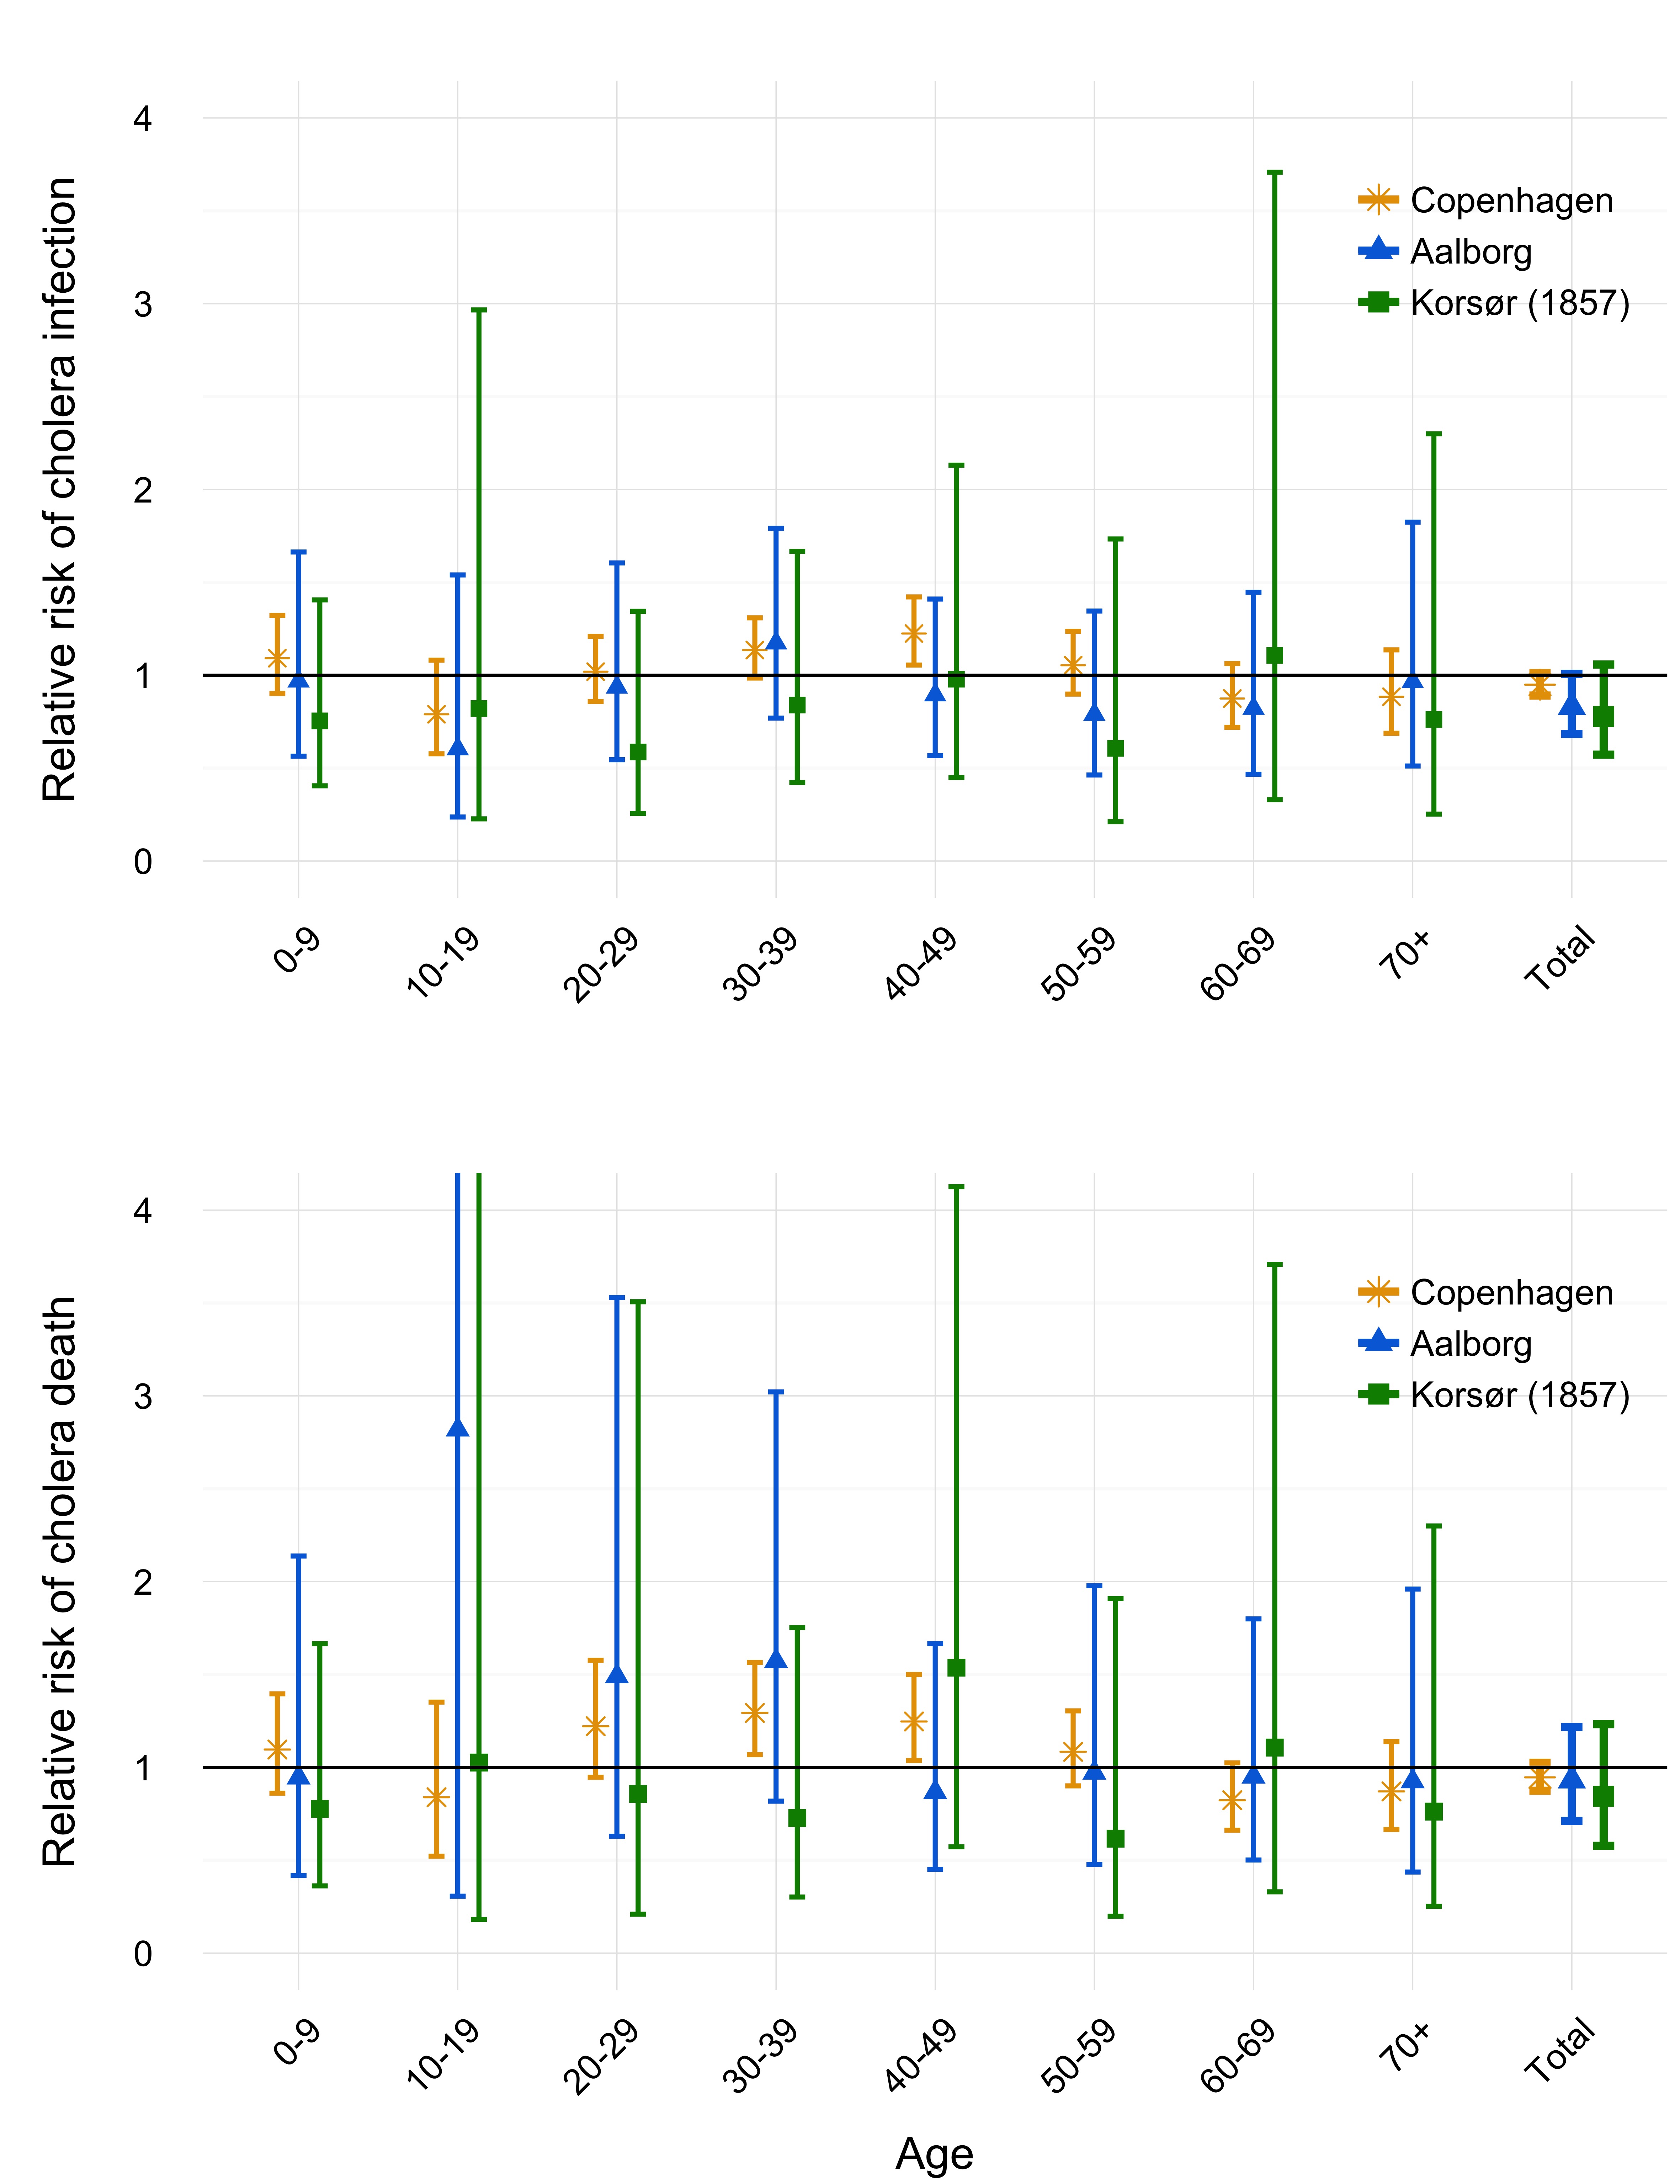 Relative risk of cholera infection
4
3
2
1
0
Copenhagen
Aalborg
Korsør (1857)
0-9
10-19
20-29
30-39
40-49
50-59
60-69
70+
Total
Relative risk of cholera death
4
3
2
1
0
Copenhagen
Aalborg
Korsør (1857)
0-9
10-19
20-29
30-39
40-49
50-59
60-69
70+
Total
Age